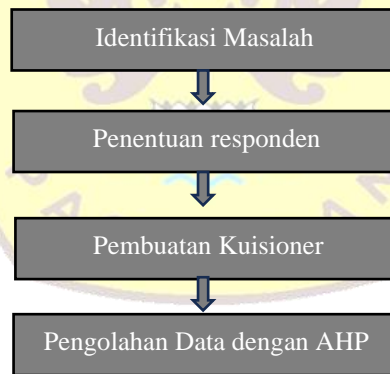 Identifikasi Masalah
Penentuan responden
Pembuatan Kuisioner
Pengolahan Data dengan AHP